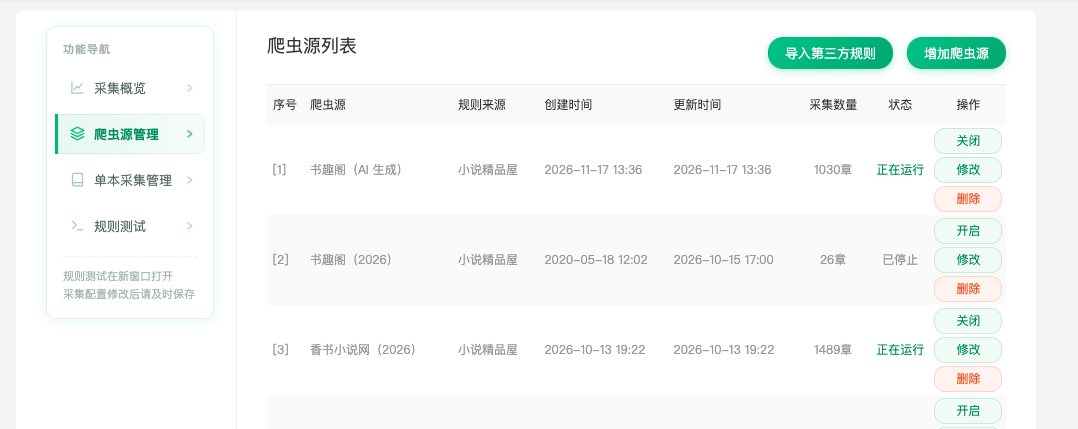 功能导航
采集概览
爬虫源管理
单本采集管理
规则测试
规则测试在新窗口打开
采集配置修改后请及时保存
爬虫源列表
导入第三方规则 增加爬虫源
序号 爬虫源 规则来源 创建时间 更新时间 采集数量 状态 操作
关闭
[1] 书趣阁（AI 生成） 小说精品屋 2026-11-17 13:36 2026-11-17 13:36 1030章 正在运行 修改
删除
开启
[2] 书趣阁（2026） 小说精品屋 2020-05-18 12:02 2026-10-15 17:00 26章 已停止 修改
删除
关闭
[3] 香书小说网（2026） 小说精品屋 2026-10-13 19:22 2026-10-13 19:22 1489章 正在运行 修改
删除
开启